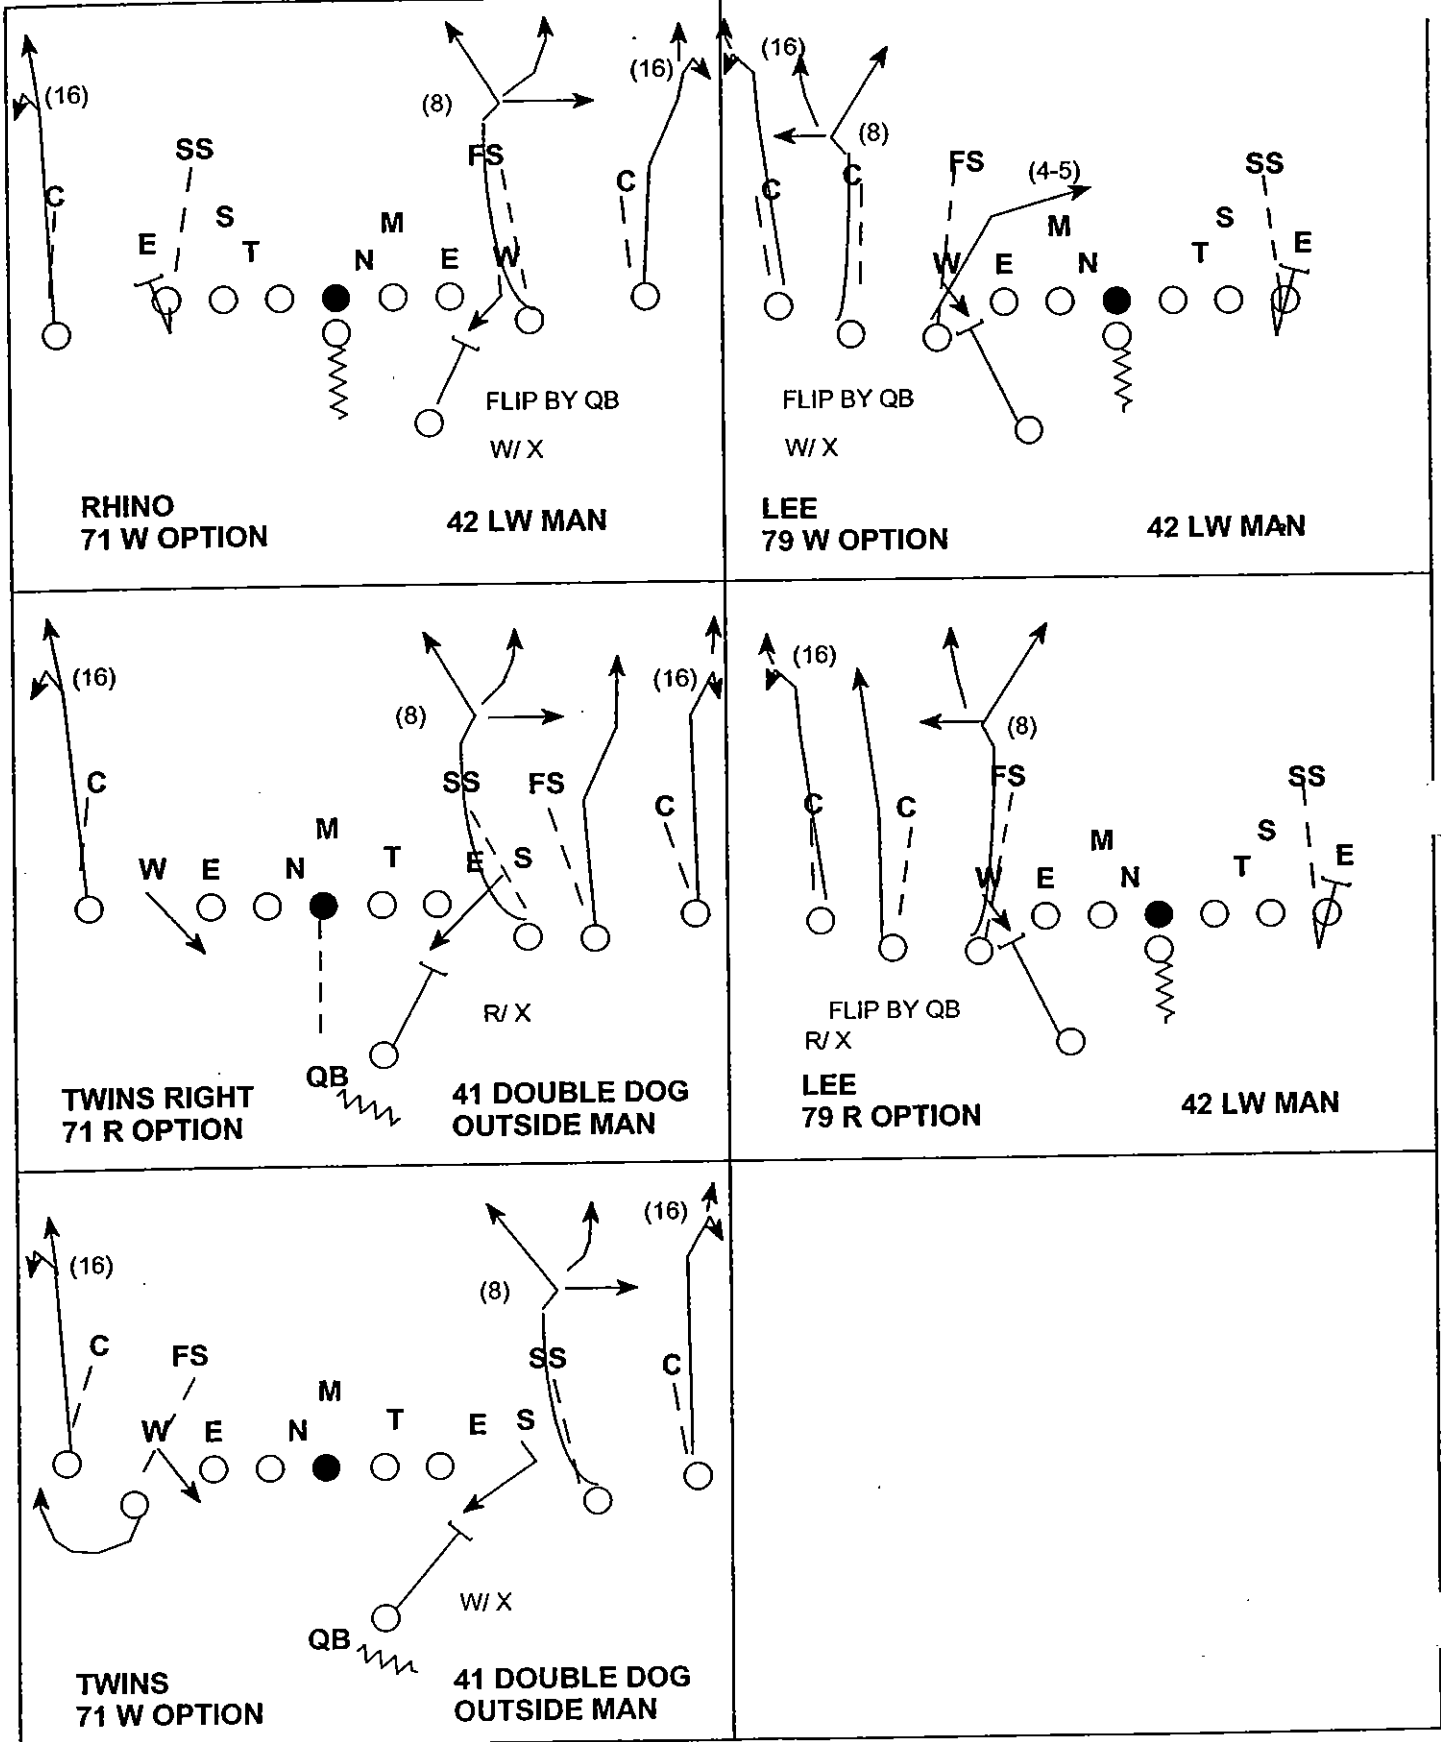 (16)
(8)
(16)
SS
FS
C
C
S
E
T
M
N
E
W
FLIP BY QB
W/ X
RHINO
71 W OPTION
42 LW MAN
(16)
(8)
C
C
FS
(4-5)
SS
M
S
W
E
N
T
E
FLIP BY QB
W/ X
LEE
79 W OPTION
42 LW MAN
(16)
(8)
(16)
C
SS
FS
C
M
W
E
N
T
E
S
R/ X
QB
TWINS RIGHT
71 R OPTION
41 DOUBLE DOG
OUTSIDE MAN
(16)
(8)
C
C
FS
SS
M
S
W
E
N
T
E
FLIP BY QB
R/ X
LEE
79 R OPTION
42 LW MAN
(16)
(8)
(16)
C
FS
SS
C
M
W
E
N
T
E
S
W/ X
QB
TWINS
71 W OPTION
41 DOUBLE DOG
OUTSIDE MAN